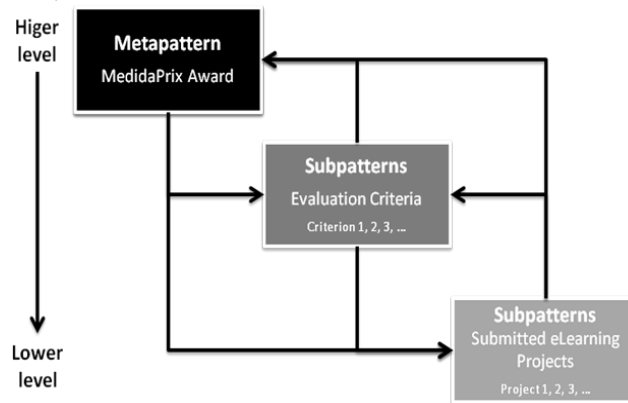 Higer
level
Metapattern
MedidaPrix Award
Subpatterns
Evaluation Criteria
Criterion 1, 2, 3, ...
Subpatterns
Submitted eLearning
Projects
Project 1, 2, 3, ...
Lower
level